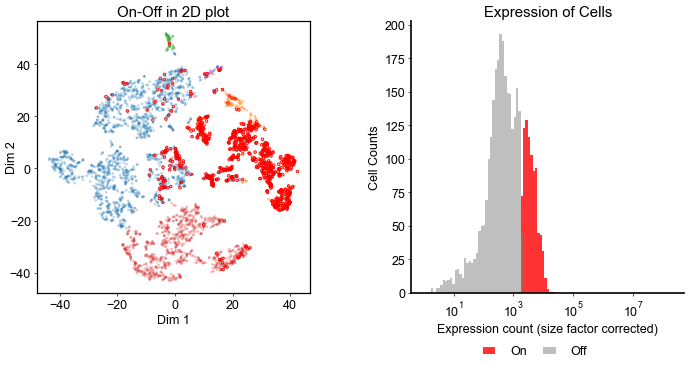 On-Off in 2D plot
Dim 2
40
20
0
−20
−40
−40 −20 0 20 40
Dim 1
Expression of Cells
Cell Counts
200
175
150
125
100
75
50
25
0
10^1 10^3 10^5 10^7
Expression count (size factor corrected)
On Off